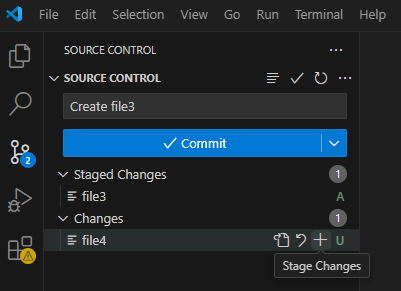 File Edit Selection View Go Run Terminal Help
SOURCE CONTROL
SOURCE CONTROL
Create file3
Commit
Staged Changes 1
file3 A
Changes 1
file4 U
Stage Changes
2